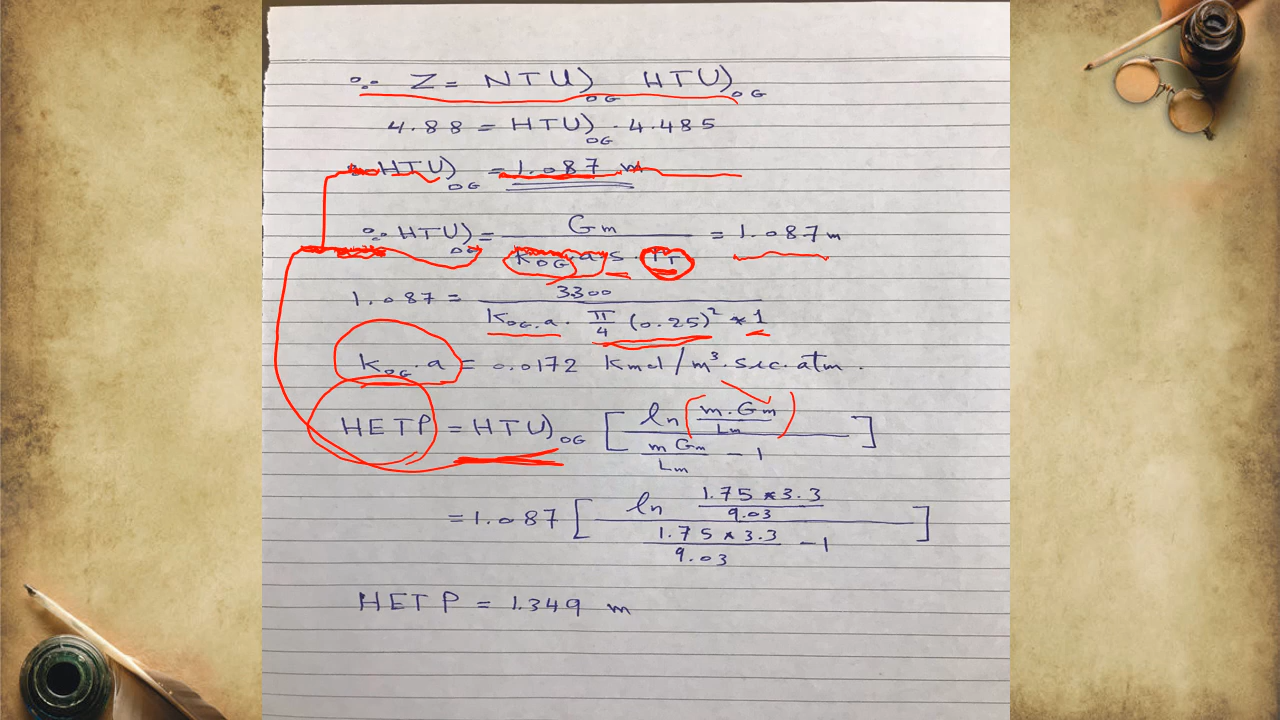 ∵ Z = NTU)OG HTU)OG
4.88 = HTU)OG . 4.485
∴ HTU)OG = 1.087 m
∵ HTU)OG = Gm / KOG.a.S.PT = 1.087 m
1.087 = 3300 / KOG.a. π/4 (0.25)² * 1
KOG.a = 0.0172 Kmol/m³.sec.atm.
HETP = HTU)OG [ ln (m.Gm/Lm) / (m Gm/Lm - 1) ]
= 1.087 [ ln (1.75 * 3.3 / 9.03) / (1.75 * 3.3 / 9.03 - 1) ]
HETP = 1.349 m